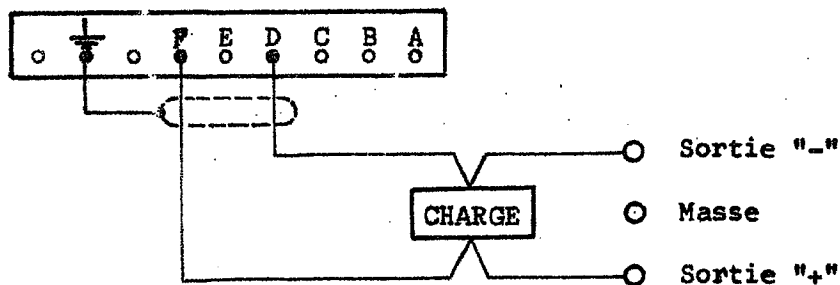 F E D C B A
Sortie "-"
CHARGE
Masse
Sortie "+"